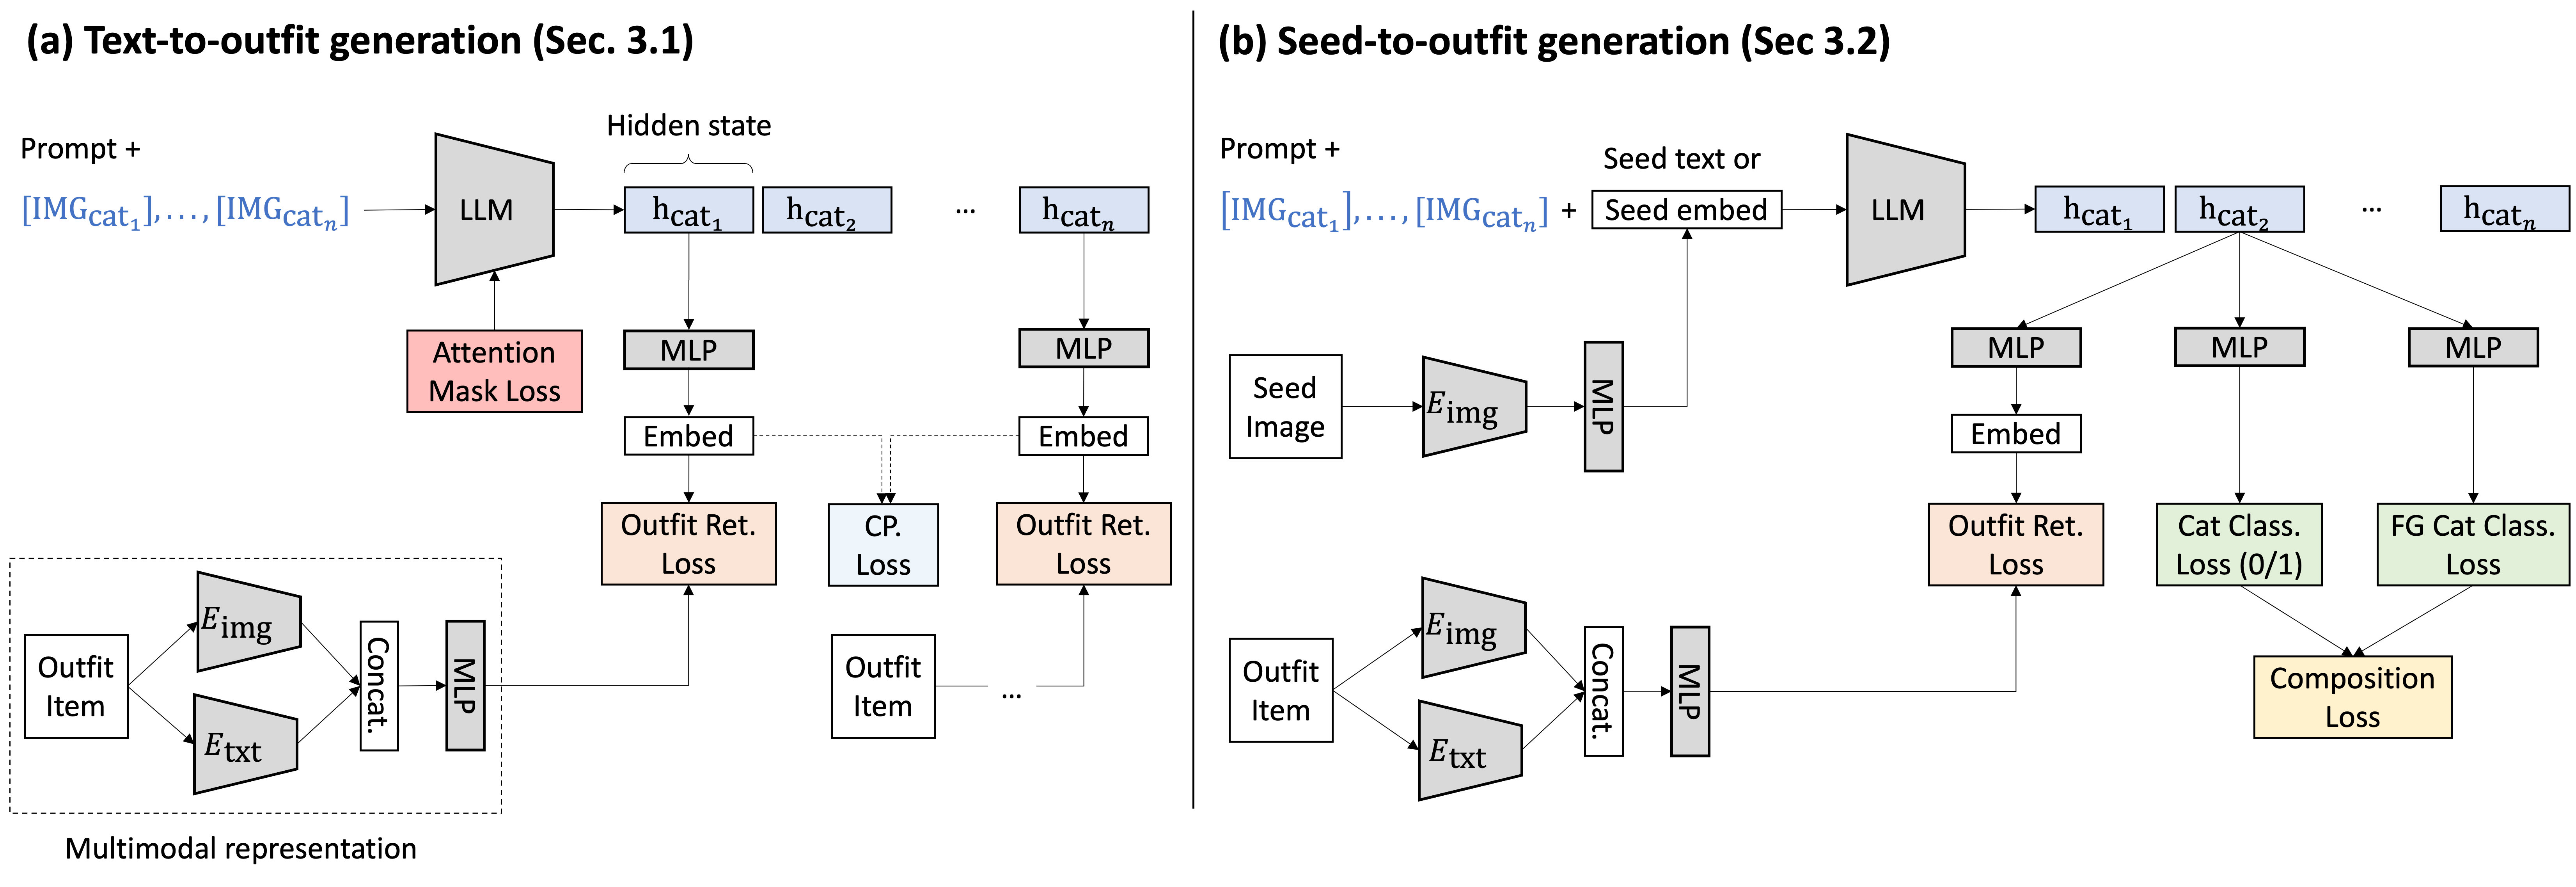 (a) Text-to-outfit generation (Sec. 3.1)
Prompt +
[IMGcat1],...,[IMGcatn]
LLM
Hidden state
hcat1
hcat2
...
hcatn
Attention
Mask Loss
MLP
MLP
Embed
Embed
Outfit Ret.
Loss
CP.
Loss
Outfit Ret.
Loss
Outfit
Item
Eimg
Etxt
Concat.
MLP
Outfit
Item
...
Multimodal representation
(b) Seed-to-outfit generation (Sec 3.2)
Prompt +
[IMGcat1],...,[IMGcatn] +
Seed text or
Seed embed
LLM
hcat1
hcat2
...
hcatn
Seed
Image
Eimg
MLP
MLP
MLP
MLP
Embed
Outfit Ret.
Loss
Cat Class.
Loss (0/1)
FG Cat Class.
Loss
Outfit
Item
Eimg
Etxt
Concat.
MLP
Composition
Loss